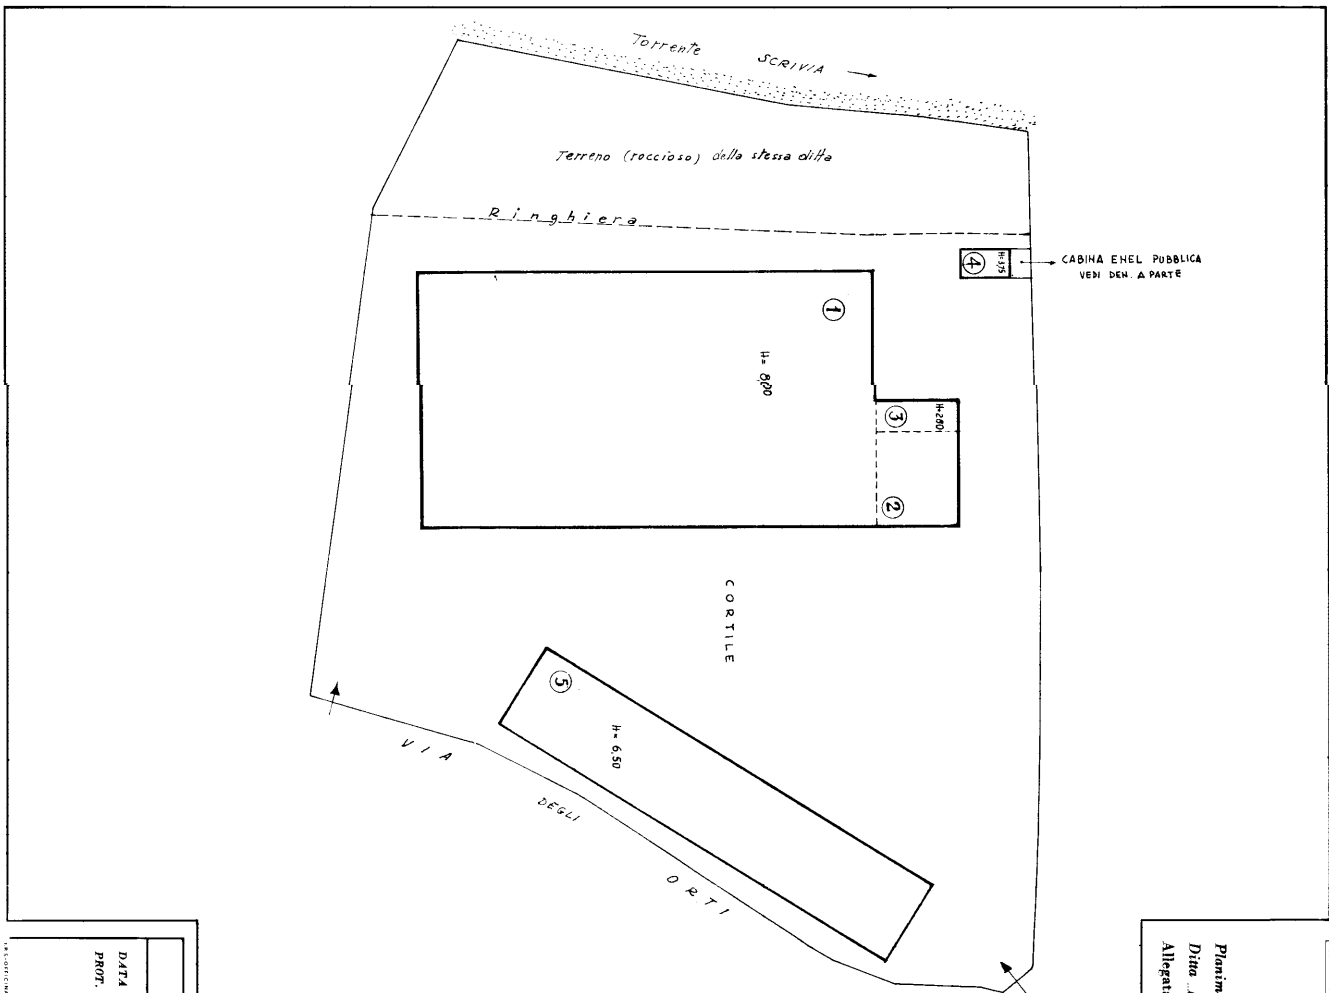 Torrente SCRIVIA
Terreno (roccioso) della stessa ditta
Ringhiera
CABINA ENEL PUBBLICA
VEDI DEN. A PARTE
4
H=3,75
1
H= 8,00
3
H=2,80
2
CORTILE
5
H= 6,50
VIA DEGLI ORTI
DATA
PROT.
Planim
Ditta
Allegat